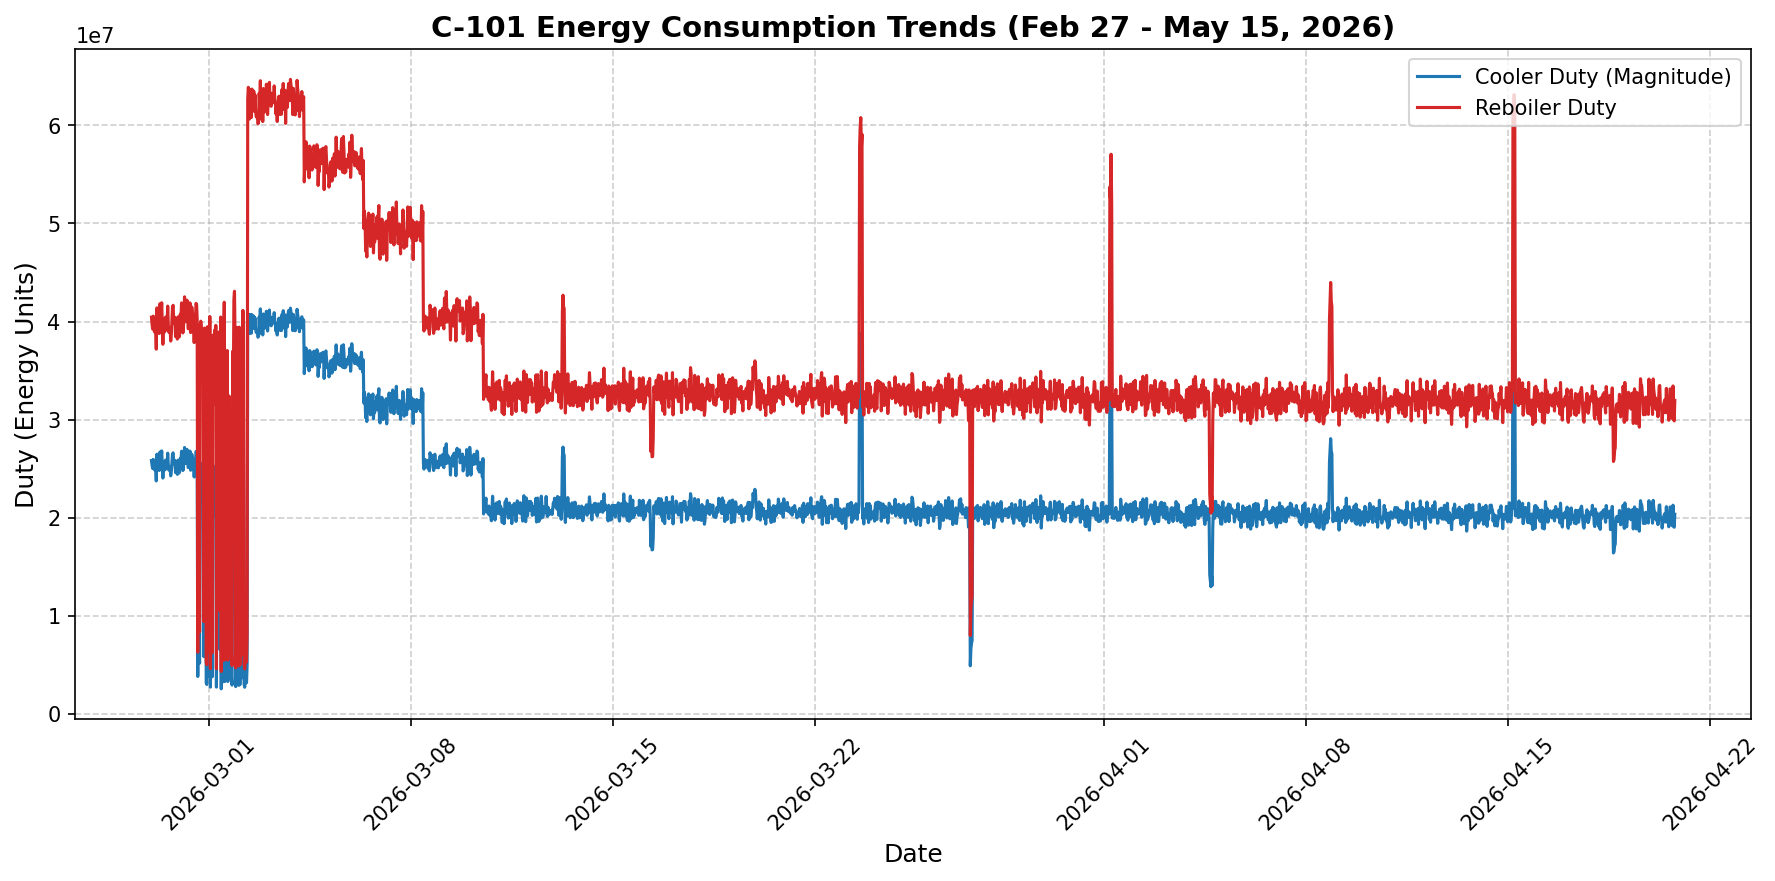 C-101 Energy Consumption Trends (Feb 27 - May 15, 2026)
1e7
Cooler Duty (Magnitude)
Reboiler Duty
6
5
4
3
2
1
0
Duty (Energy Units)
2026-03-01
2026-03-08
2026-03-15
2026-03-22
2026-04-01
2026-04-08
2026-04-15
2026-04-22
Date